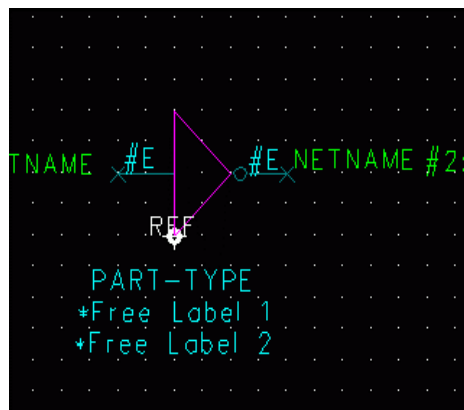 TNAME #E #E NETNAME #2:
REF
PART-TYPE
*Free Label 1
*Free Label 2